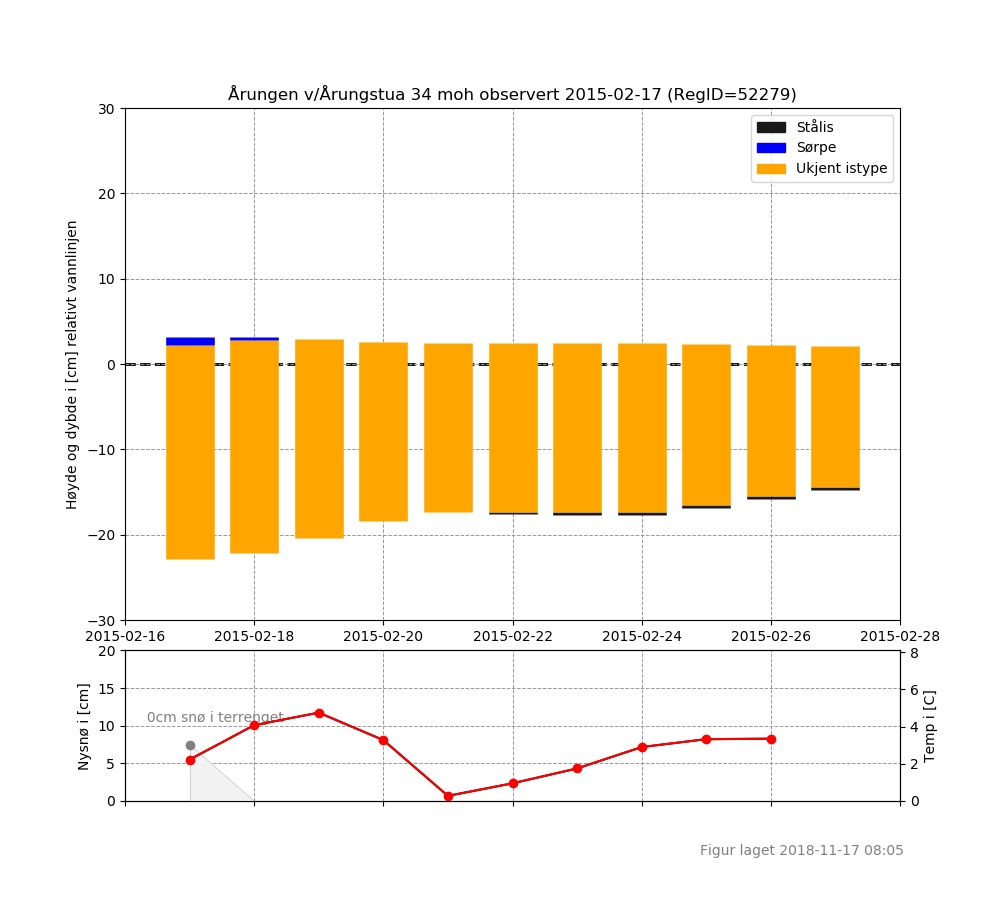 Årungen v/Årungstua 34 moh observert 2015-02-17 (RegID=52279)
Høyde og dybde i [cm] relativt vannlinjen
30
20
10
0
−10
−20
−30
Stålis
Sørpe
Ukjent istype
2015-02-16 2015-02-18 2015-02-20 2015-02-22 2015-02-24 2015-02-26 2015-02-28
Nysnø i [cm]
20
15
10
5
0
0cm snø i terrenget
8
6
4
2
0
Temp i [C]
Figur laget 2018-11-17 08:05